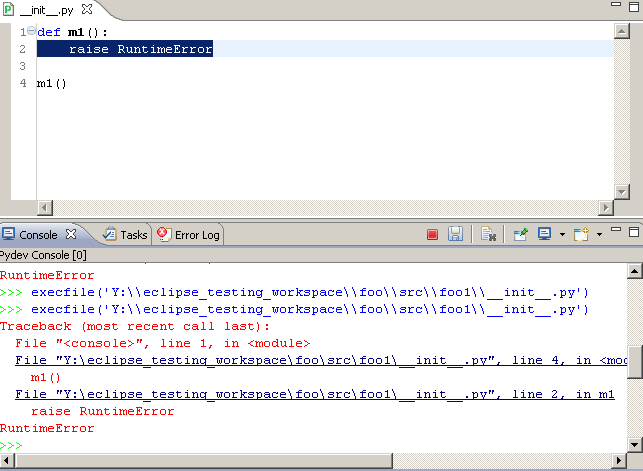 __init__.py
1 def m1():
2 raise RuntimeError
3
4 m1()
Console Tasks Error Log
Pydev Console [0]
RuntimeError
>>> execfile('Y:\\eclipse_testing_workspace\\foo\\src\\foo1\\__init__.py')
>>> execfile('Y:\\eclipse_testing_workspace\\foo\\src\\foo1\\__init__.py')
Traceback (most recent call last):
File "<console>", line 1, in <module>
File "Y:\eclipse_testing_workspace\foo\src\foo1\__init__.py", line 4, in <mod
m1()
File "Y:\eclipse_testing_workspace\foo\src\foo1\__init__.py", line 2, in m1
raise RuntimeError
RuntimeError
>>>